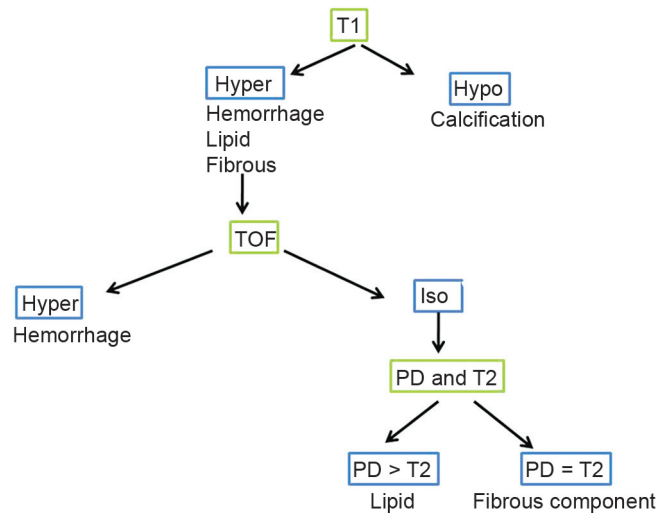 T1
Hyper
Hemorrhage
Lipid
Fibrous
Hypo
Calcification
TOF
Hyper
Hemorrhage
Iso
PD and T2
PD > T2
Lipid
PD = T2
Fibrous component